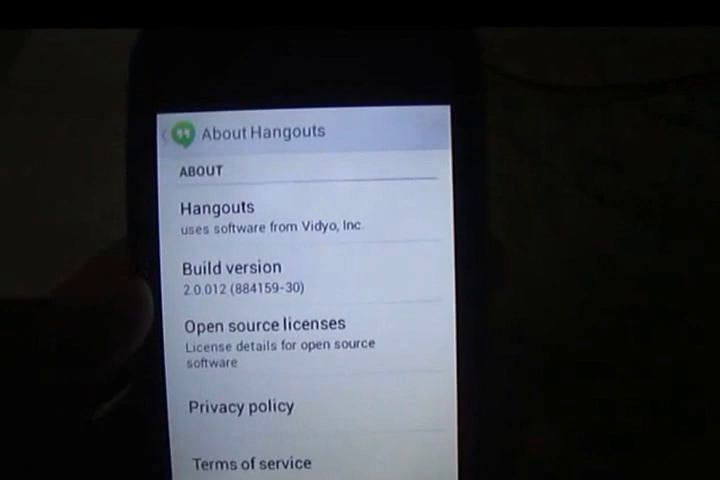 About Hangouts
ABOUT
Hangouts
uses software from Vidyo, Inc.
Build version
2.0.012 (884159-30)
Open source licenses
License details for open source
software
Privacy policy
Terms of service